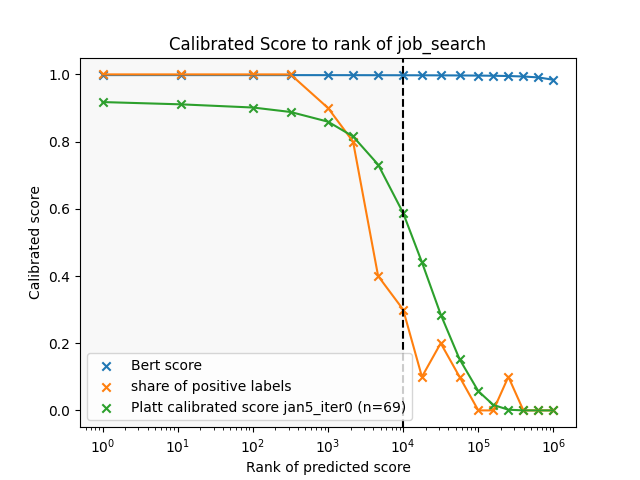 Calibrated Score to rank of job_search
Calibrated score
1.0
0.8
0.6
0.4
0.2
0.0
Bert score
share of positive labels
Platt calibrated score jan5_iter0 (n=69)
10⁰ 10¹ 10² 10³ 10⁴ 10⁵ 10⁶
Rank of predicted score